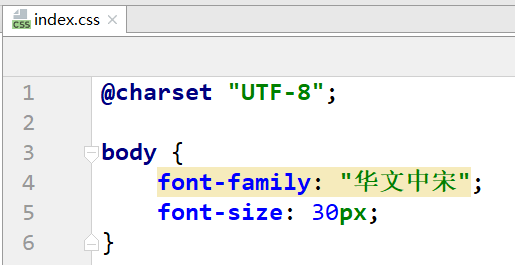 index.css
1 @charset "UTF-8";
2
3 body {
4 font-family: "华文中宋";
5 font-size: 30px;
6 }